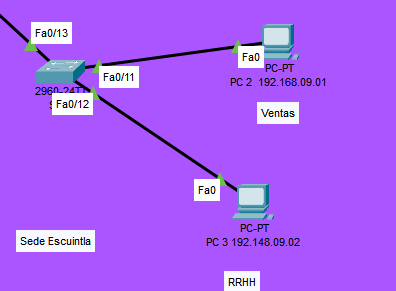 Fa0/13
Fa0
Fa0/11
PC-PT
2960-24TT
PC 2 192.168.09.01
Fa0/12
Ventas
Fa0
PC-PT
Sede Escuintla
PC 3 192.148.09.02
RRHH